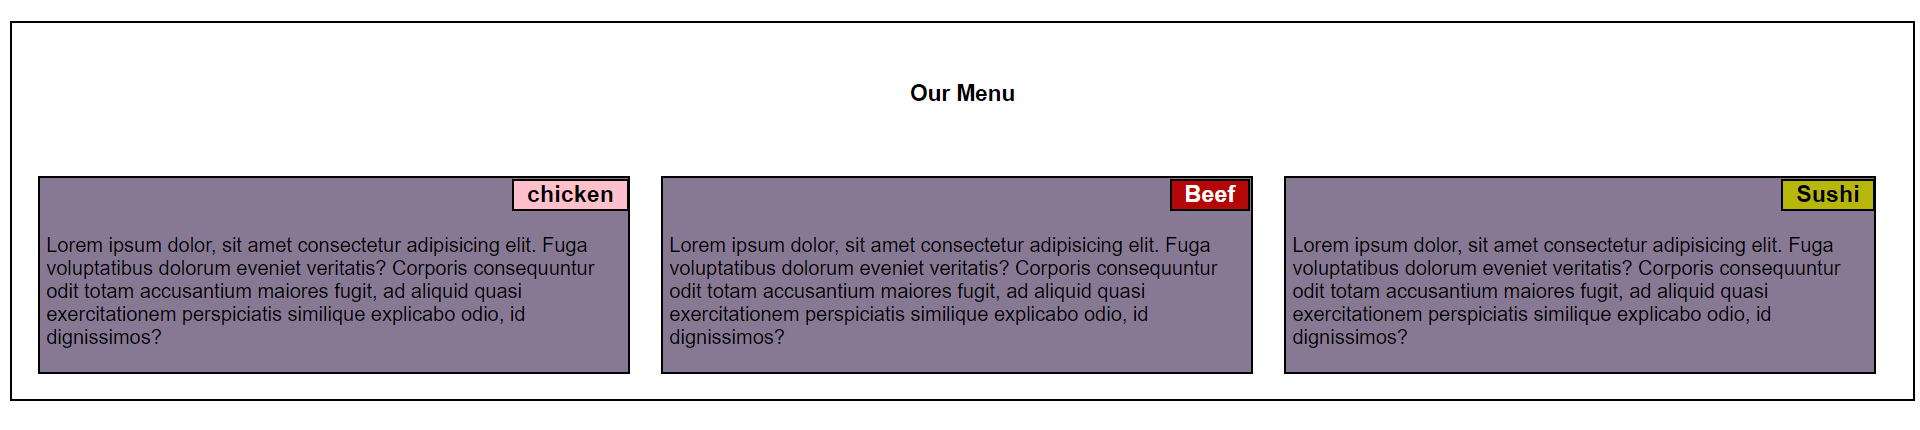 Our Menu
chicken
Lorem ipsum dolor, sit amet consectetur adipisicing elit. Fuga
voluptatibus dolorum eveniet veritatis? Corporis consequuntur
odit totam accusantium maiores fugit, ad aliquid quasi
exercitationem perspiciatis similique explicabo odio, id
dignissimos?
Beef
Lorem ipsum dolor, sit amet consectetur adipisicing elit. Fuga
voluptatibus dolorum eveniet veritatis? Corporis consequuntur
odit totam accusantium maiores fugit, ad aliquid quasi
exercitationem perspiciatis similique explicabo odio, id
dignissimos?
Sushi
Lorem ipsum dolor, sit amet consectetur adipisicing elit. Fuga
voluptatibus dolorum eveniet veritatis? Corporis consequuntur
odit totam accusantium maiores fugit, ad aliquid quasi
exercitationem perspiciatis similique explicabo odio, id
dignissimos?